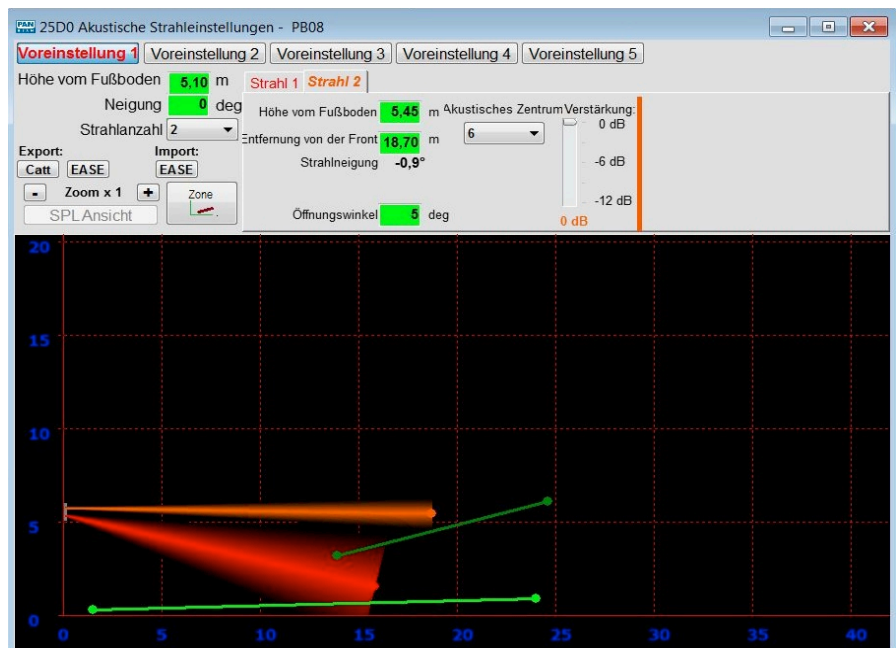 PAN 25D0 Akustische Strahleinstellungen - PB08
Voreinstellung 1 Voreinstellung 2 Voreinstellung 3 Voreinstellung 4 Voreinstellung 5
Höhe vom Fußboden 5,10 m
Neigung 0 deg
Strahlanzahl 2
Export: Import:
Catt EASE EASE
- Zoom x 1 +
SPL Ansicht
Zone
Strahl 1 Strahl 2
Höhe vom Fußboden 5,45 m
Entfernung von der Front 18,70 m
Strahlneigung -0,9°
Öffnungswinkel 5 deg
Akustisches Zentrum
6
Verstärkung:
0 dB
-6 dB
-12 dB
0 dB
20
15
10
5
0
0 5 10 15 20 25 30 35 40